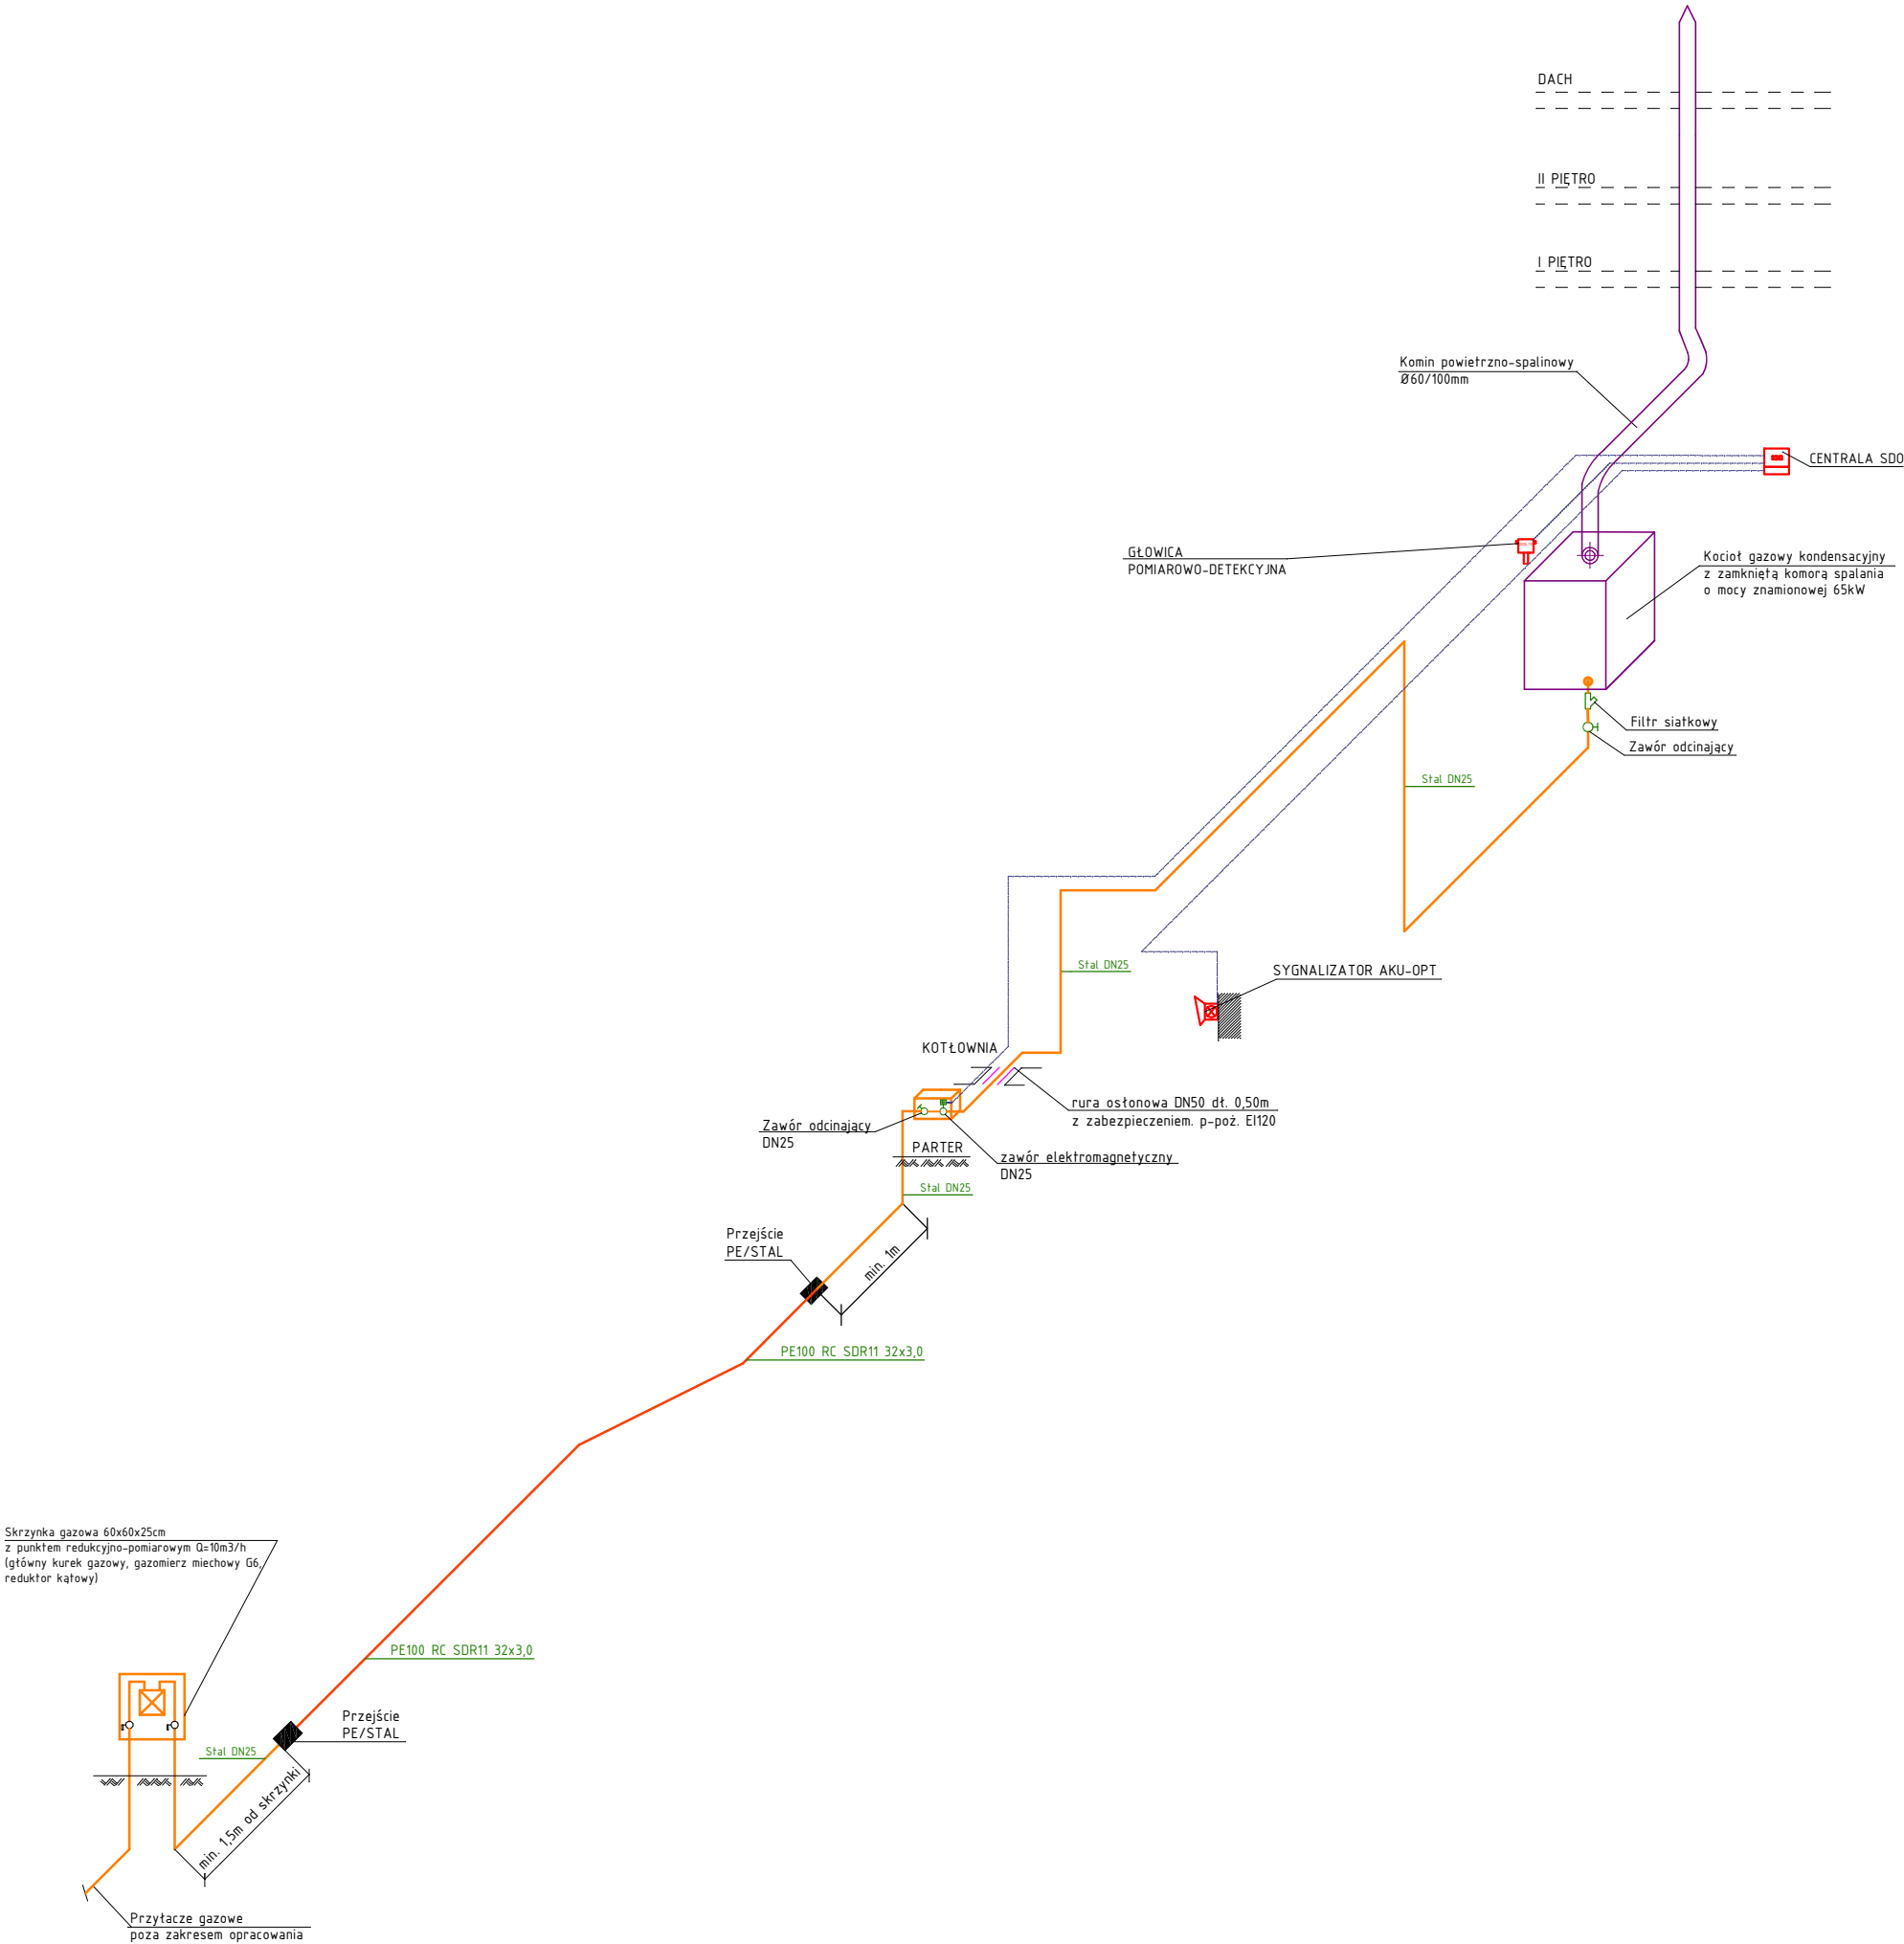 DACH
II PIĘTRO
I PIĘTRO
Komin powietrzno-spalinowy
Ø60/100mm
CENTRALA SDO
GŁOWICA
POMIAROWO-DETEKCYJNA
Kocioł gazowy kondensacyjny
z zamkniętą komorą spalania
o mocy znamionowej 65kW
Filtr siatkowy
Zawór odcinający
Stal DN25
Stal DN25
SYGNALIZATOR AKU-OPT
KOTŁOWNIA
rura osłonowa DN50 dł. 0,50m
z zabezpieczeniem. p-poż. EI120
Zawór odcinający
DN25
PARTER
zawór elektromagnetyczny
DN25
Stal DN25
Przejście
PE/STAL
min. 1m
PE100 RC SDR11 32x3,0
Skrzynka gazowa 60x60x25cm
z punktem redukcyjno-pomiarowym Q=10m3/h
(główny kurek gazowy, gazomierz miechowy G6,
reduktor kątowy)
PE100 RC SDR11 32x3,0
Przejście
PE/STAL
Stal DN25
min. 1,5m od skrzynki
Przyłacze gazowe
poza zakresem opracowania